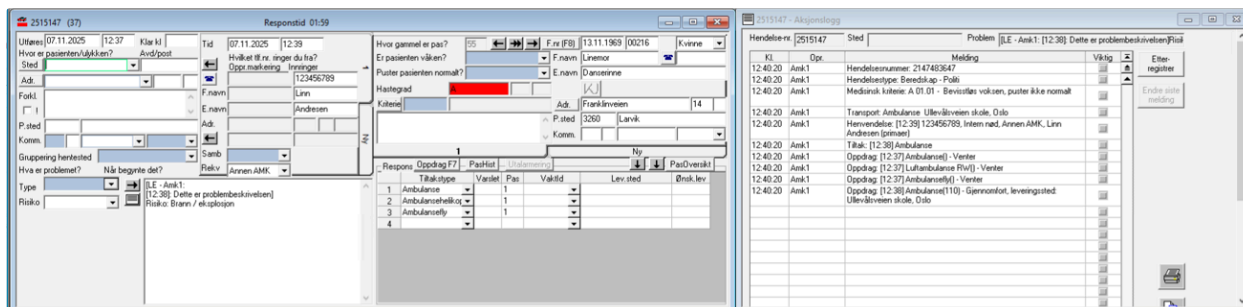 2515147 (37) Responstid 01:59
Utføres 07.11.2025 12:37 Klar kl
Hvor er pasienten/ulykken? Avd/post
Sted
Adr.
Forkl.
!
P.sted
Komm.
Gruppering hentested
Hva er problemet? Når begynte det?
Type
Risiko
[LE - Amk1:
[12:38]: Dette er problembeskrivelsen]
Risiko: Brann / eksplosjon
Tid 07.11.2025 12:39
Hvilket tlf.nr. ringer du fra?
Oppr.markering Innringer
123456789
F.navn Linn
E.navn Andresen
Adr.
Samb
Rekv Annen AMK
Ny
Hvor gammel er pas? 55 F.nr (F8) 13.11.1969 00216 Kvinne
Er pasienten våken? F.navn Linemor
Puster pasienten normalt? E.navn Danserinne
Hastegrad A KJ
Kriterie Adr. Franklinveien 14
P.sted 3260 Larvik
Komm.
1 Ny
Respons Oppdrag F7 PasHist Utalarmering PasOversikt
Tiltakstype Varslet Pas VaktId Lev.sted Ønsk.lev
1 Ambulanse 1
2 Ambulansehelikop 1
3 Ambulansefly 1
4
2515147 - Aksjonslogg
Hendelse-nr. 2515147 Sted Problem [LE - Amk1: [12:38]: Dette er problembeskrivelsen]Risil
Kl. Opr. Melding Viktig
12:40:20 Amk1 Hendelsesnummer: 2147483647
12:40:20 Amk1 Hendelsestype: Beredskap - Politi
12:40:20 Amk1 Medisinsk kriterie: A 01.01 - Bevisstløs voksen, puster ikke normalt
12:40:20 Amk1 Transport: Ambulanse Ullevålsveien skole, Oslo
12:40:20 Amk1 Henvendelse: [12:39] 123456789, Intern nød, Annen AMK, Linn
Andresen (primaer)
12:40:20 Amk1 Tiltak: [12:38] Ambulanse
12:40:20 Amk1 Oppdrag: [12:37] Ambulanse() - Venter
12:40:20 Amk1 Oppdrag: [12:37] Luftambulanse RW() - Venter
12:40:20 Amk1 Oppdrag: [12:37] Ambulansefly() - Venter
12:40:20 Amk1 Oppdrag: [12:38] Ambulanse(110) - Gjennomført, leveringssted:
Ullevålsveien skole, Oslo
Etter-
registrer
Endre siste
melding